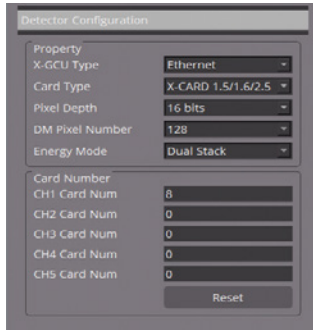 Detector Configuration
Property
X-GCU Type Ethernet
Card Type X-CARD 1.5/1.6/2.5
Pixel Depth 16 bits
DM Pixel Number 128
Energy Mode Dual Stack
Card Number
CH1 Card Num 8
CH2 Card Num 0
CH3 Card Num 0
CH4 Card Num 0
CH5 Card Num 0
Reset